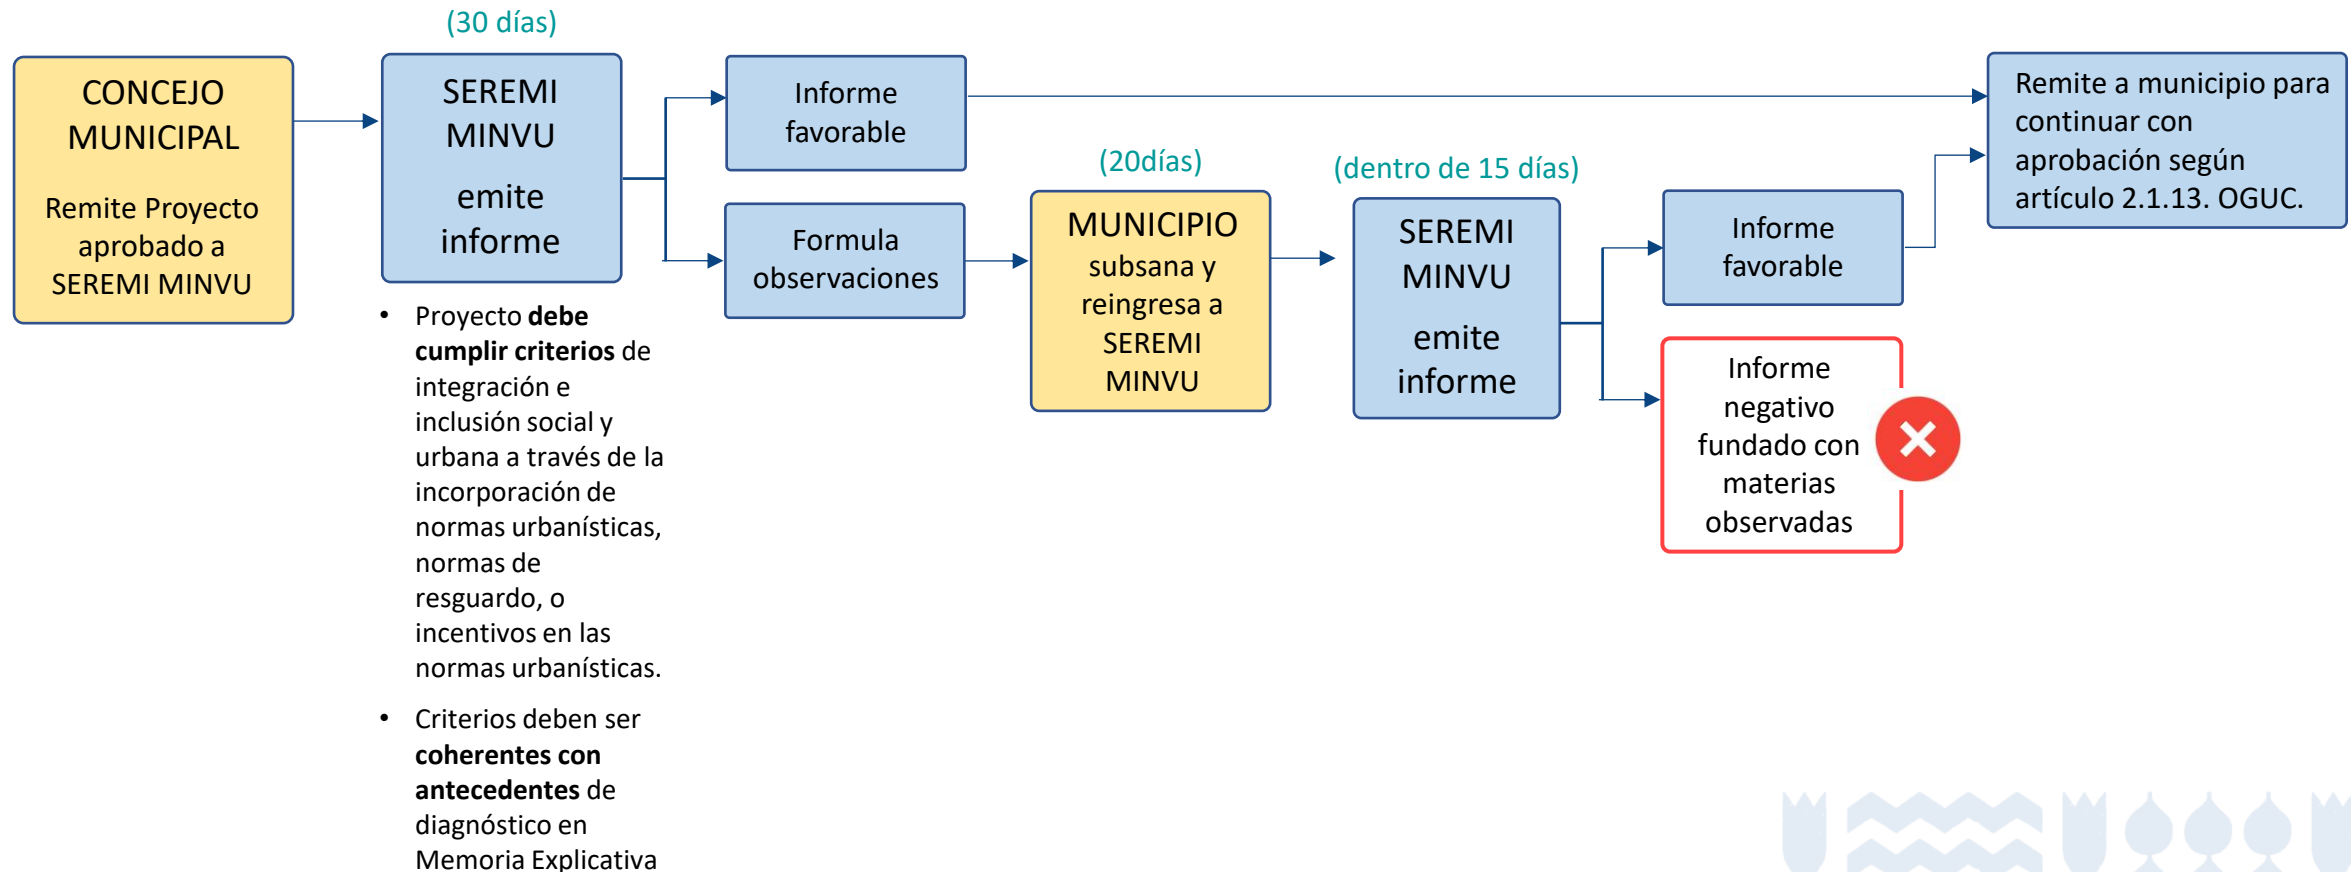 (30 días)
CONCEJO
MUNICIPAL
Remite Proyecto
aprobado a
SEREMI MINVU
SEREMI
MINVU
emite
informe
• Proyecto debe
cumplir criterios de
integración e
inclusión social y
urbana a través de la
incorporación de
normas urbanísticas,
normas de
resguardo, o
incentivos en las
normas urbanísticas.
• Criterios deben ser
coherentes con
antecedentes de
diagnóstico en
Memoria Explicativa
Informe
favorable
Formula
observaciones
(20días)
MUNICIPIO
subsana y
reingresa a
SEREMI
MINVU
(dentro de 15 días)
SEREMI
MINVU
emite
informe
Informe
favorable
Informe
negativo
fundado con
materias
observadas
Remite a municipio para
continuar con
aprobación según
artículo 2.1.13. OGUC.